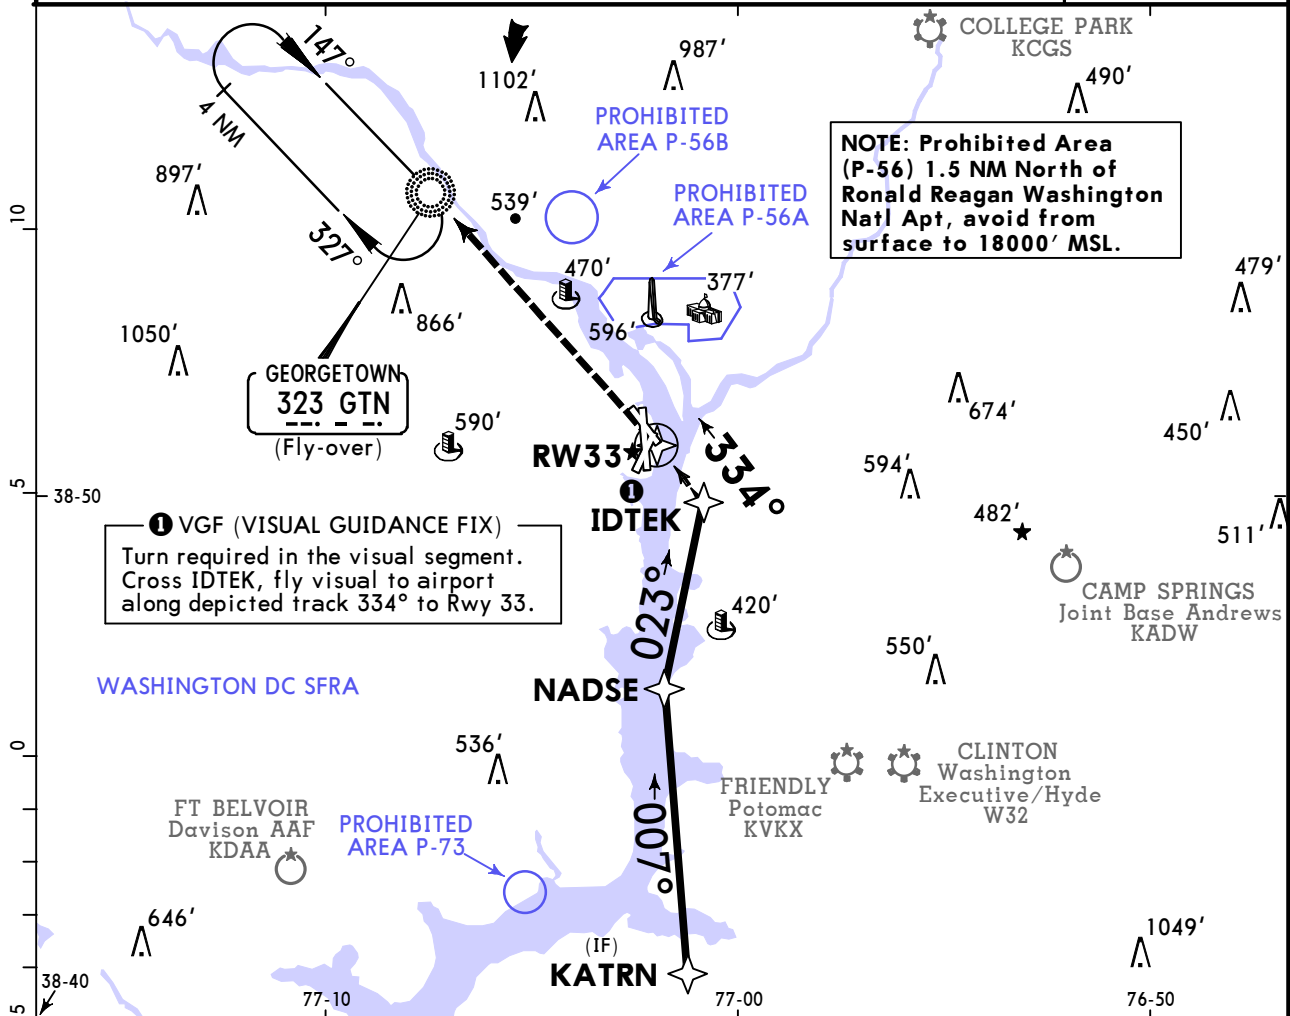 COLLEGE PARK
KCGS
147°
4 NM
327°
1102'
987'
490'
PROHIBITED
AREA P-56B
NOTE: Prohibited Area
(P-56) 1.5 NM North of
Ronald Reagan Washington
Natl Apt, avoid from
surface to 18000' MSL.
897'
539'
PROHIBITED
AREA P-56A
10
470'
377'
479'
596'
866'
1050'
GEORGETOWN
323 GTN
(Fly-over)
590'
674'
450'
RW33
334°
594'
5
38-50
1
IDTEK
482'
511'
1 VGF (VISUAL GUIDANCE FIX)
Turn required in the visual segment.
Cross IDTEK, fly visual to airport
along depicted track 334° to Rwy 33.
023°
420'
CAMP SPRINGS
Joint Base Andrews
KADW
550'
WASHINGTON DC SFRA
NADSE
0
536'
FRIENDLY
Potomac
KVKX
CLINTON
Washington
Executive/Hyde
W32
FT BELVOIR
Davison AAF
KDAA
PROHIBITED
AREA P-73
007°
646'
1049'
(IF)
KATRN
38-40
5
77-10
77-00
76-50